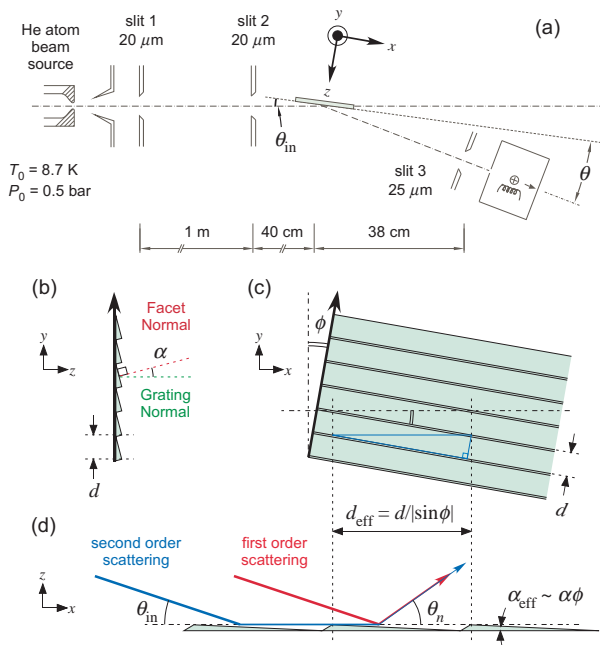 He atom
beam
source
slit 1
20 μm
slit 2
20 μm
y
x
z
(a)
θin
T0 = 8.7 K
P0 = 0.5 bar
slit 3
25 μm
θ
1 m
40 cm
38 cm
(b)
y
z
Facet
Normal
α
Grating
Normal
d
(c)
ϕ
y
x
d
deff = d/|sinϕ|
(d)
second order
scattering
first order
scattering
z
x
θin
θn
αeff ~ αϕ